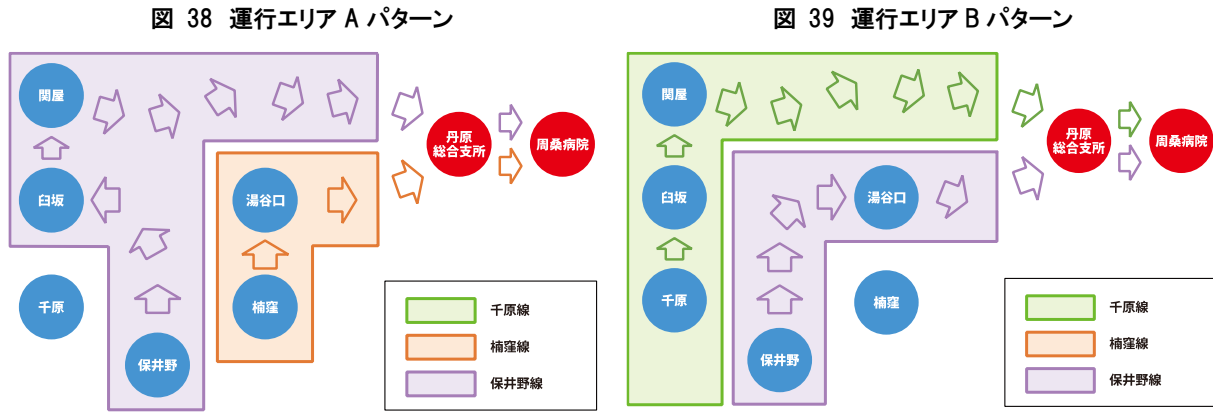 図 38 運行エリア A パターン
関屋
臼坂
千原
保井野
湯谷口
楠窪
丹原
総合支所
周桑病院
千原線
楠窪線
保井野線
図 39 運行エリア B パターン
関屋
臼坂
千原
保井野
湯谷口
楠窪
丹原
総合支所
周桑病院
千原線
楠窪線
保井野線